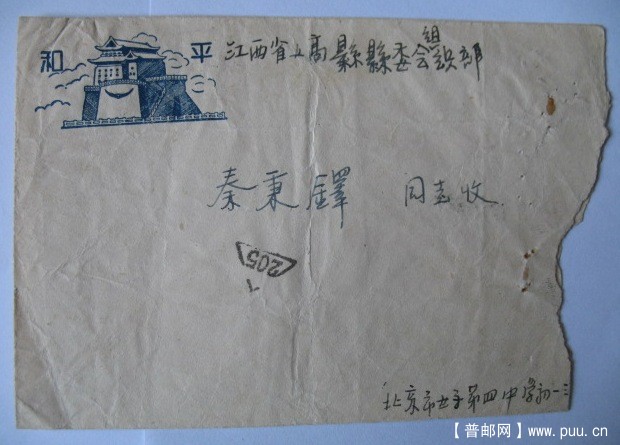 和平
江西省上高縣縣委会組织部
秦秉鐸 同志收
205
北京市女子第四中学初一三
【普邮网】www.puu.cn